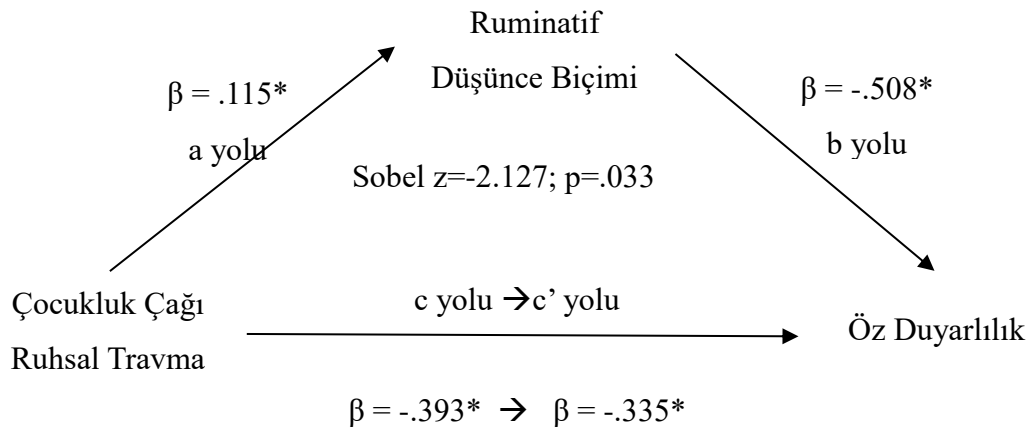 Ruminatif
Düşünce Biçimi
β = .115*
a yolu
β = -.508*
b yolu
Sobel z=-2.127; p=.033
Çocukluk Çağı
Ruhsal Travma
c yolu →c’ yolu
Öz Duyarlılık
β = -.393* → β = -.335*